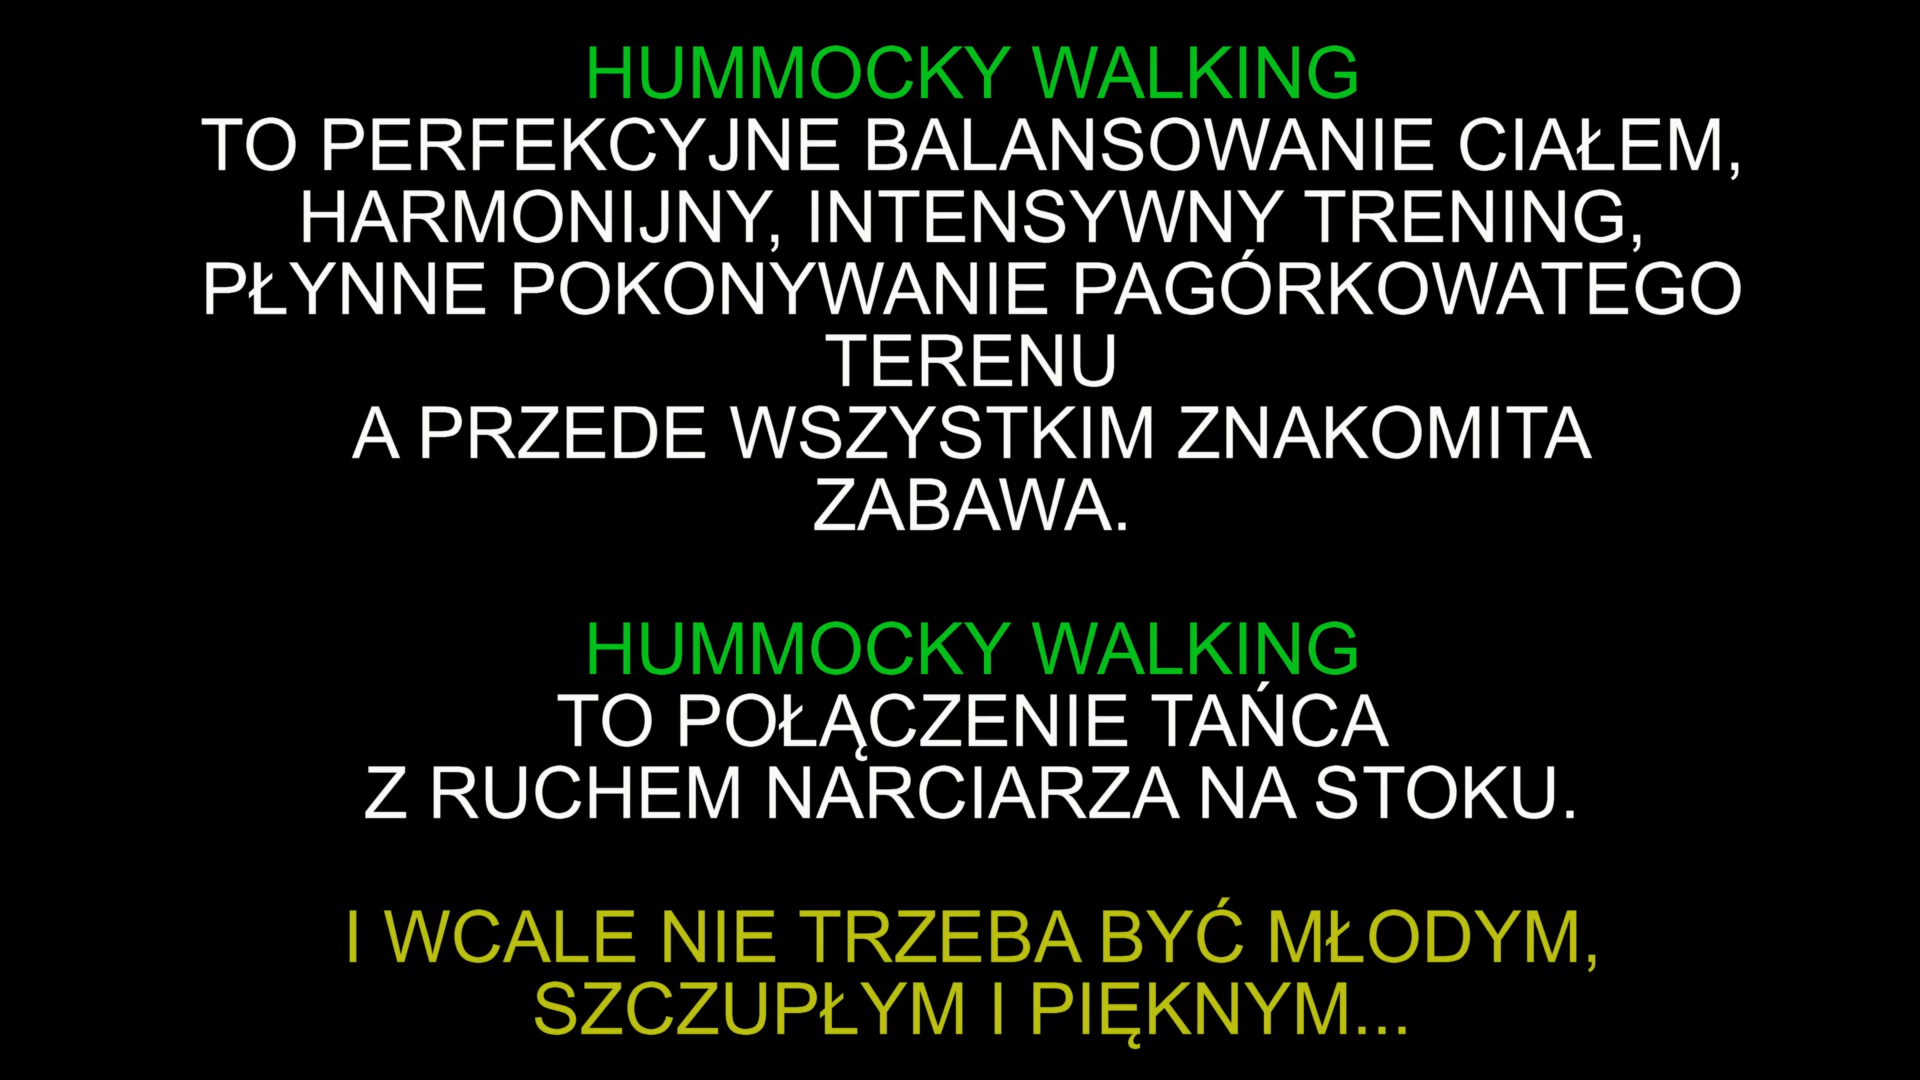 HUMMOCKY WALKING
TO PERFEKCYJNE BALANSOWANIE CIAŁEM,
HARMONIJNY, INTENSYWNY TRENING,
PŁYNNE POKONYWANIE PAGÓRKOWATEGO
TERENU
A PRZEDE WSZYSTKIM ZNAKOMITA
ZABAWA.
HUMMOCKY WALKING
TO POŁĄCZENIE TAŃCA
Z RUCHEM NARCIARZA NA STOKU.
I WCALE NIE TRZEBA BYĆ MŁODYM,
SZCZUPŁYM I PIĘKNYM...